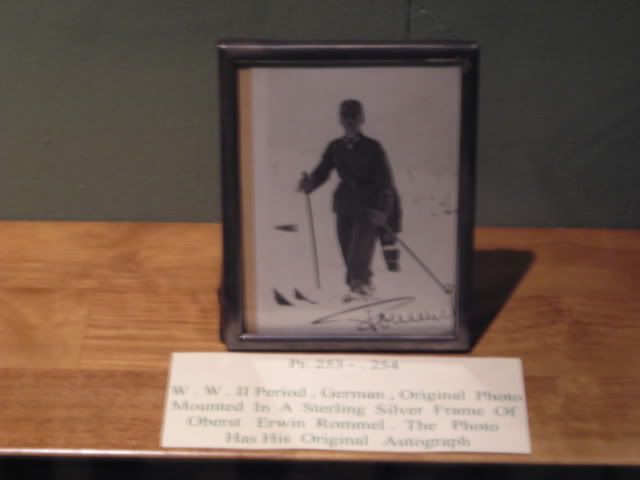 Rommel
Pr. 253 - . 254
W . W . II Period , German , Original Photo
Mounted In A Sterling Silver Frame Of
Oberst Erwin Rommel . The Photo
Has His Original Autograph